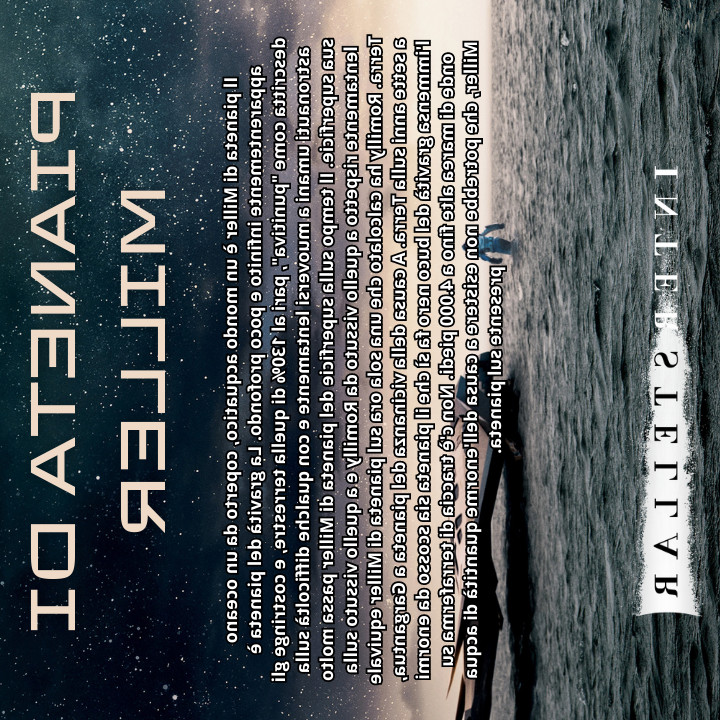 PIANETA DI
MILLER
Il pianeta di Miller è un mondo acquatico, coperto da un oceano
apparentemente infinito e poco profondo. La gravità del pianeta è
descritta come "punitiva", pari al 130% di quella terrestre, e costringe gli
astronauti umani a muoversi lentamente e con qualche difficoltà sulla
sua superficie. Il tempo sulla superficie del pianeta di Miller passa molto
lentamente rispetto a quello vissuto da Romilly e a quello vissuto sulla
Terra. Romilly ha calcolato che una sola ora sul pianeta di Miller equivale
a sette anni sulla Terra. A causa della vicinanza del pianeta a Gargantua,
l'immensa gravità del buco nero fa sì che il pianeta sia scosso da enormi
onde di marea alte fino a 4.000 piedi. Non c'è traccia di terraferma su
Miller, che potrebbe non esistere a causa dell'enorme quantità di acqua
presente sul pianeta.
INTERSTELLAR